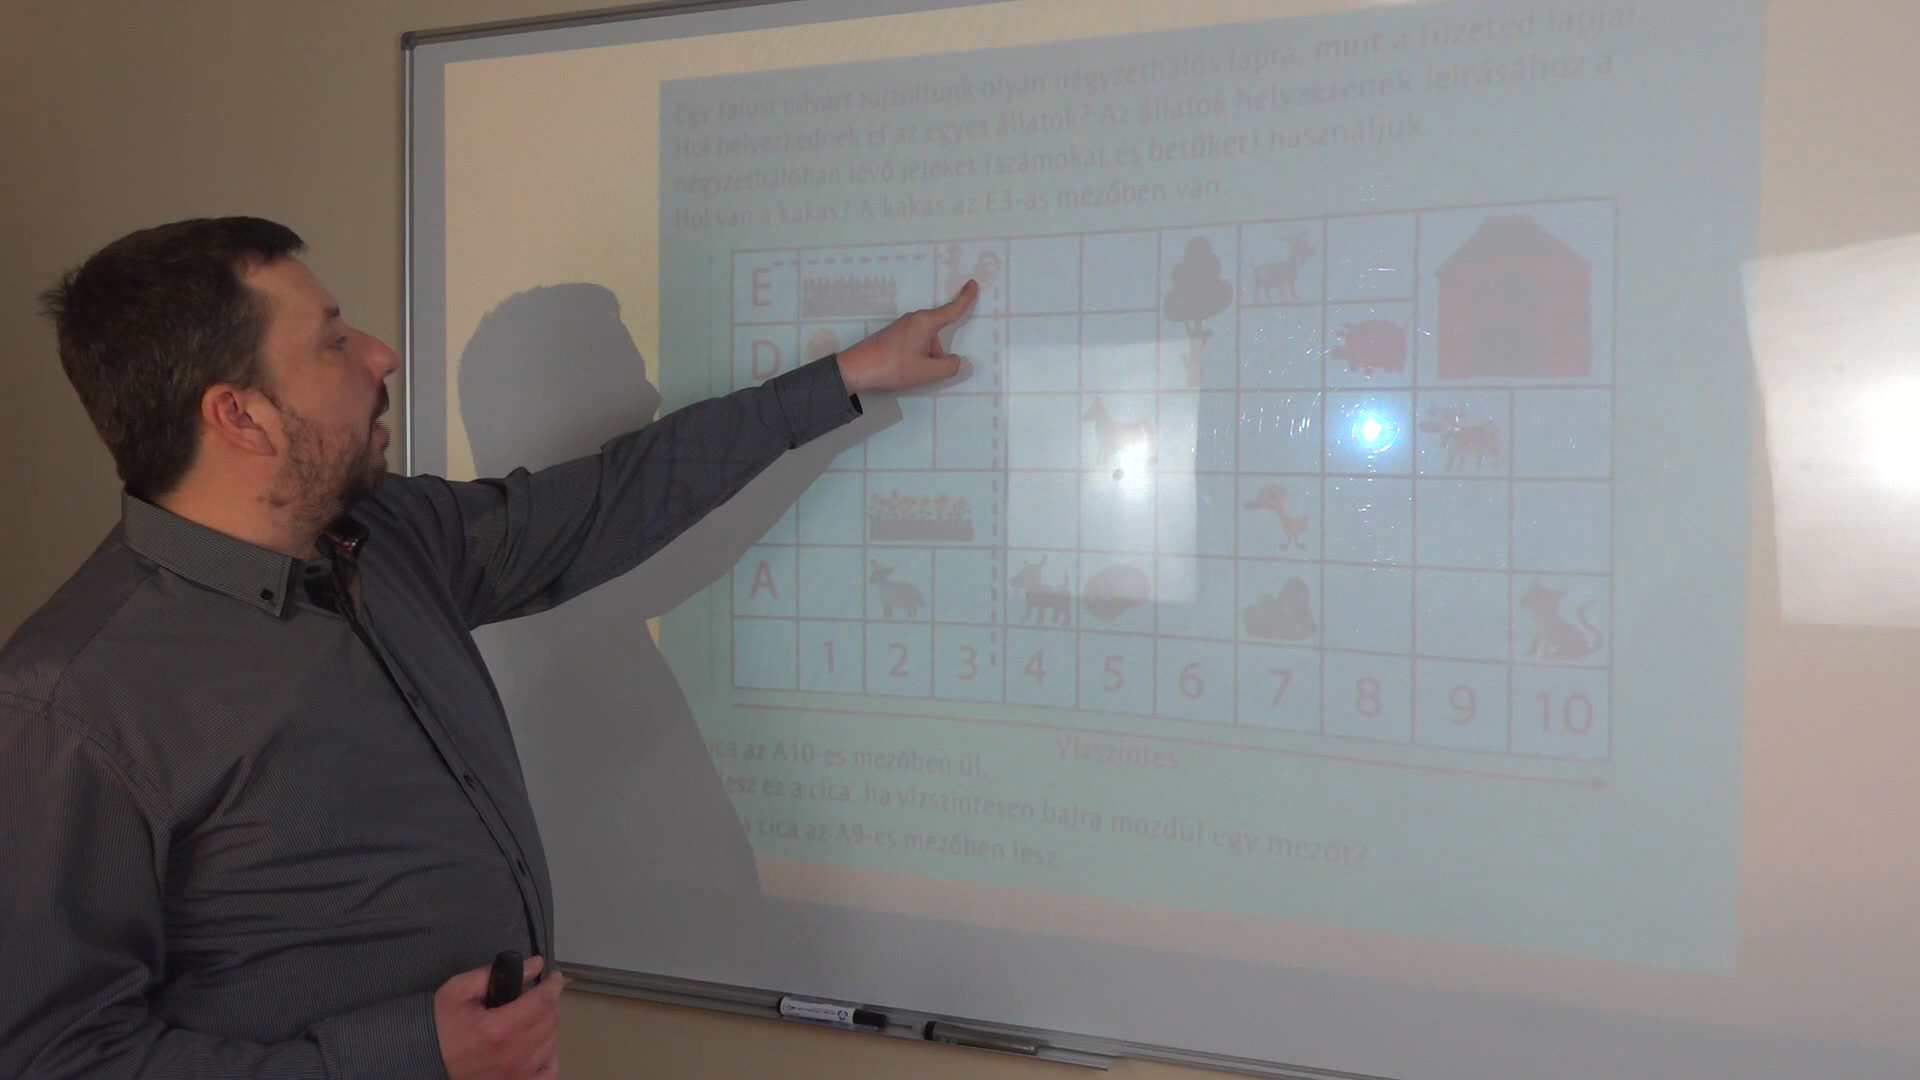 Egy falusi udvart rajzoltunk olyan négyzethálós lapra, mint a füzeted lapjai.
Hol helyezkednek el az egyes állatok? Az állatok helyzetének leírásához a
négyzethálóban lévő jeleket (számokat és betűket) használjuk.
Hol van a kakas? A kakas az E3-as mezőben van.
E
D
A
1 2 3 4 5 6 7 8 9 10
Vízszintes
ica az A10-es mezőben ül.
lesz ez a cica, ha vízszintesen balra mozdul egy mezőt?
a cica az A9-es mezőben lesz.